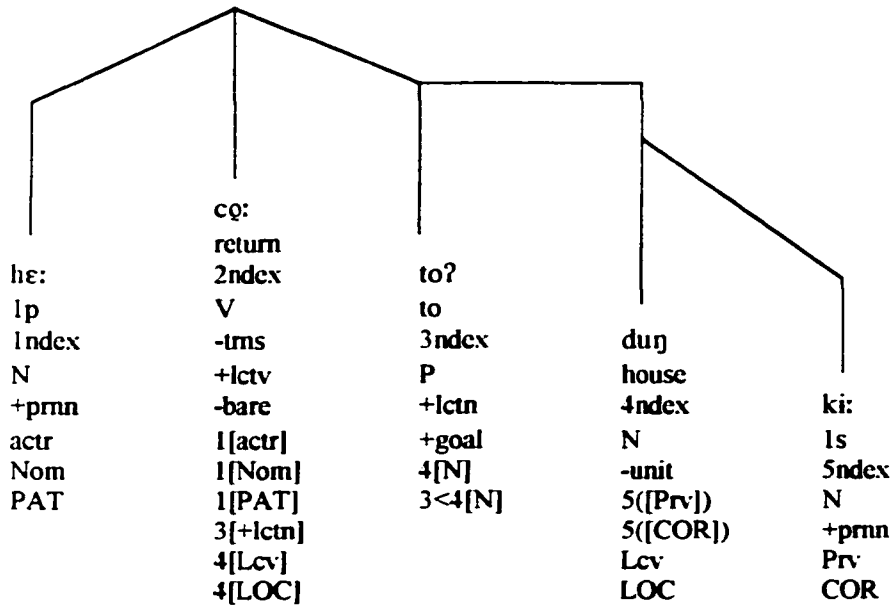 hɛ:
1p
1ndex
N
+prnn
actr
Nom
PAT
cọ:
return
2ndex
V
-trns
+lctv
-bare
1[actr]
1[Nom]
1[PAT]
3[+lctn]
4[Lcv]
4[LOC]
to?
to
3ndex
P
+lctn
+goal
4[N]
3<4[N]
duŋ
house
4ndex
N
-unit
5([Prv])
5([COR])
Lcv
LOC
ki:
1s
5ndex
N
+prnn
Prv
COR